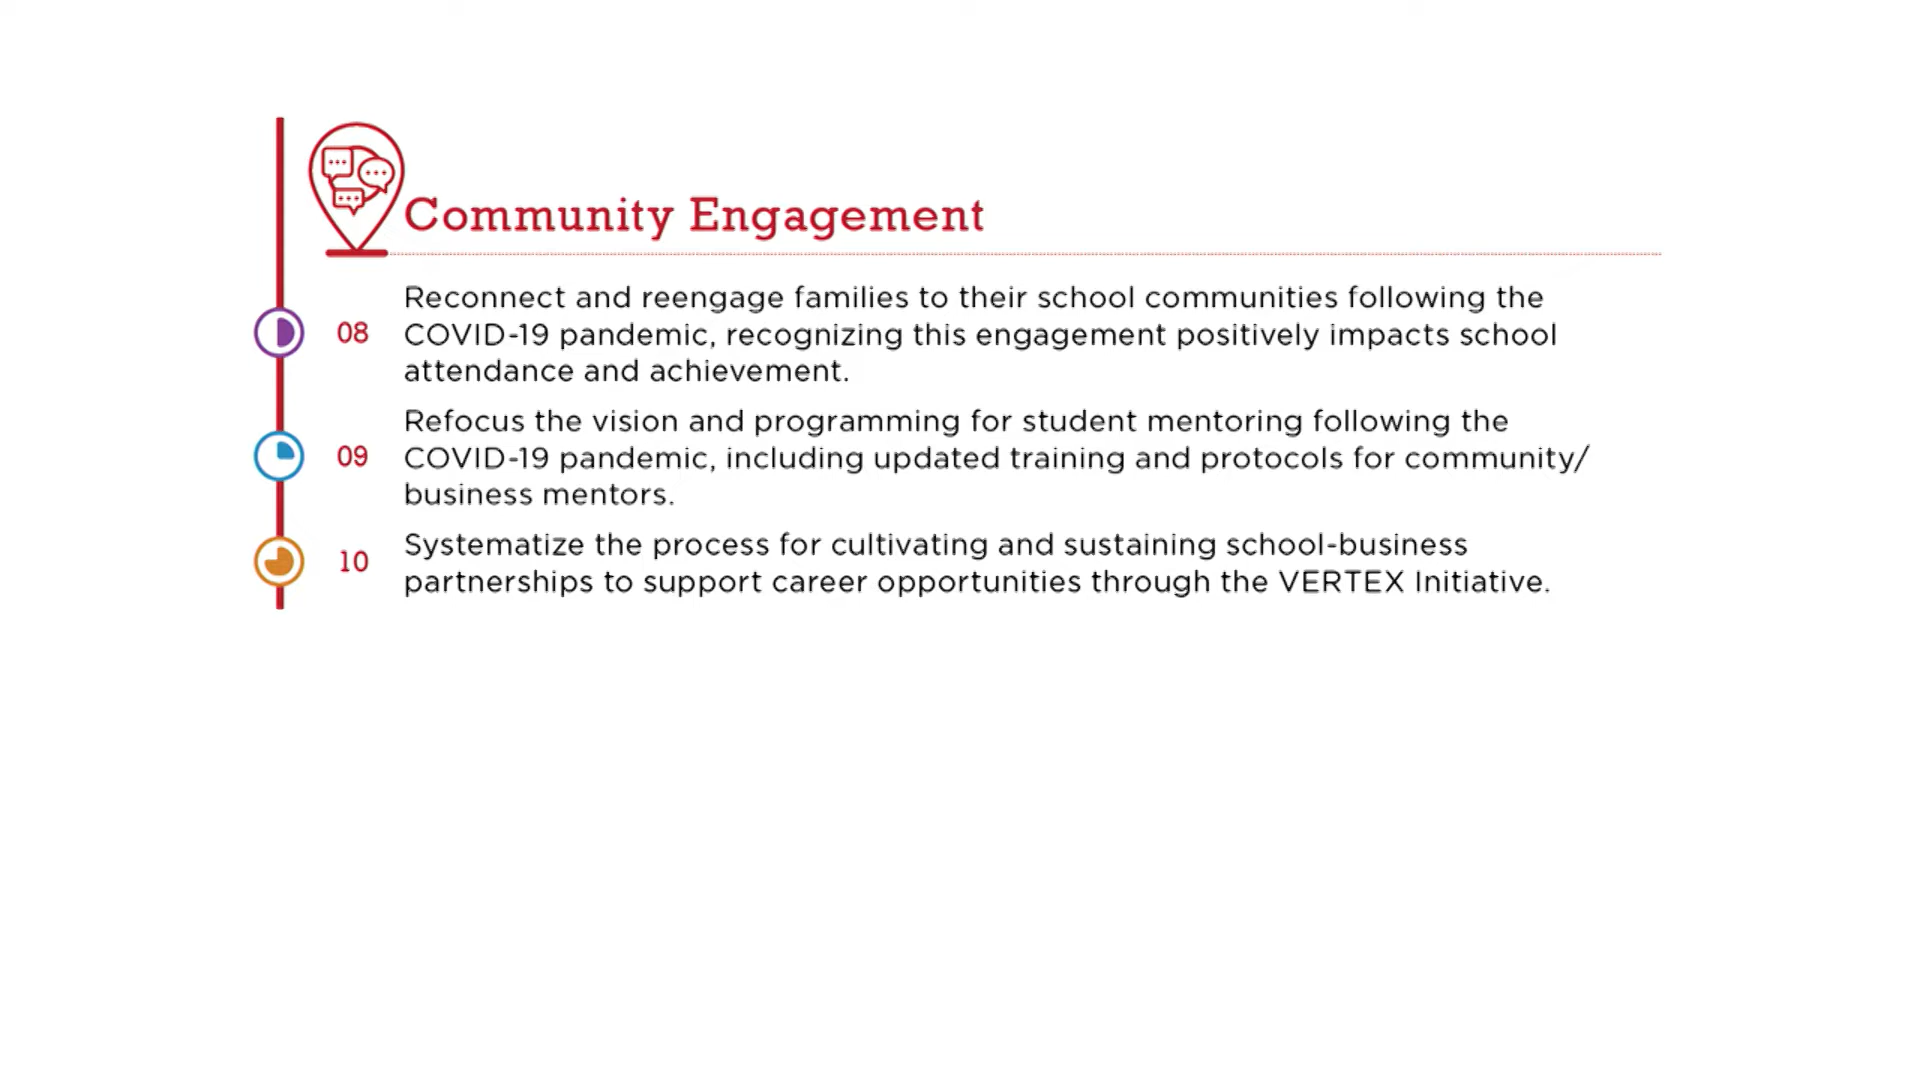 Community Engagement
08
Reconnect and reengage families to their school communities following the
COVID-19 pandemic, recognizing this engagement positively impacts school
attendance and achievement.
09
Refocus the vision and programming for student mentoring following the
COVID-19 pandemic, including updated training and protocols for community/
business mentors.
10
Systematize the process for cultivating and sustaining school-business
partnerships to support career opportunities through the VERTEX Initiative.